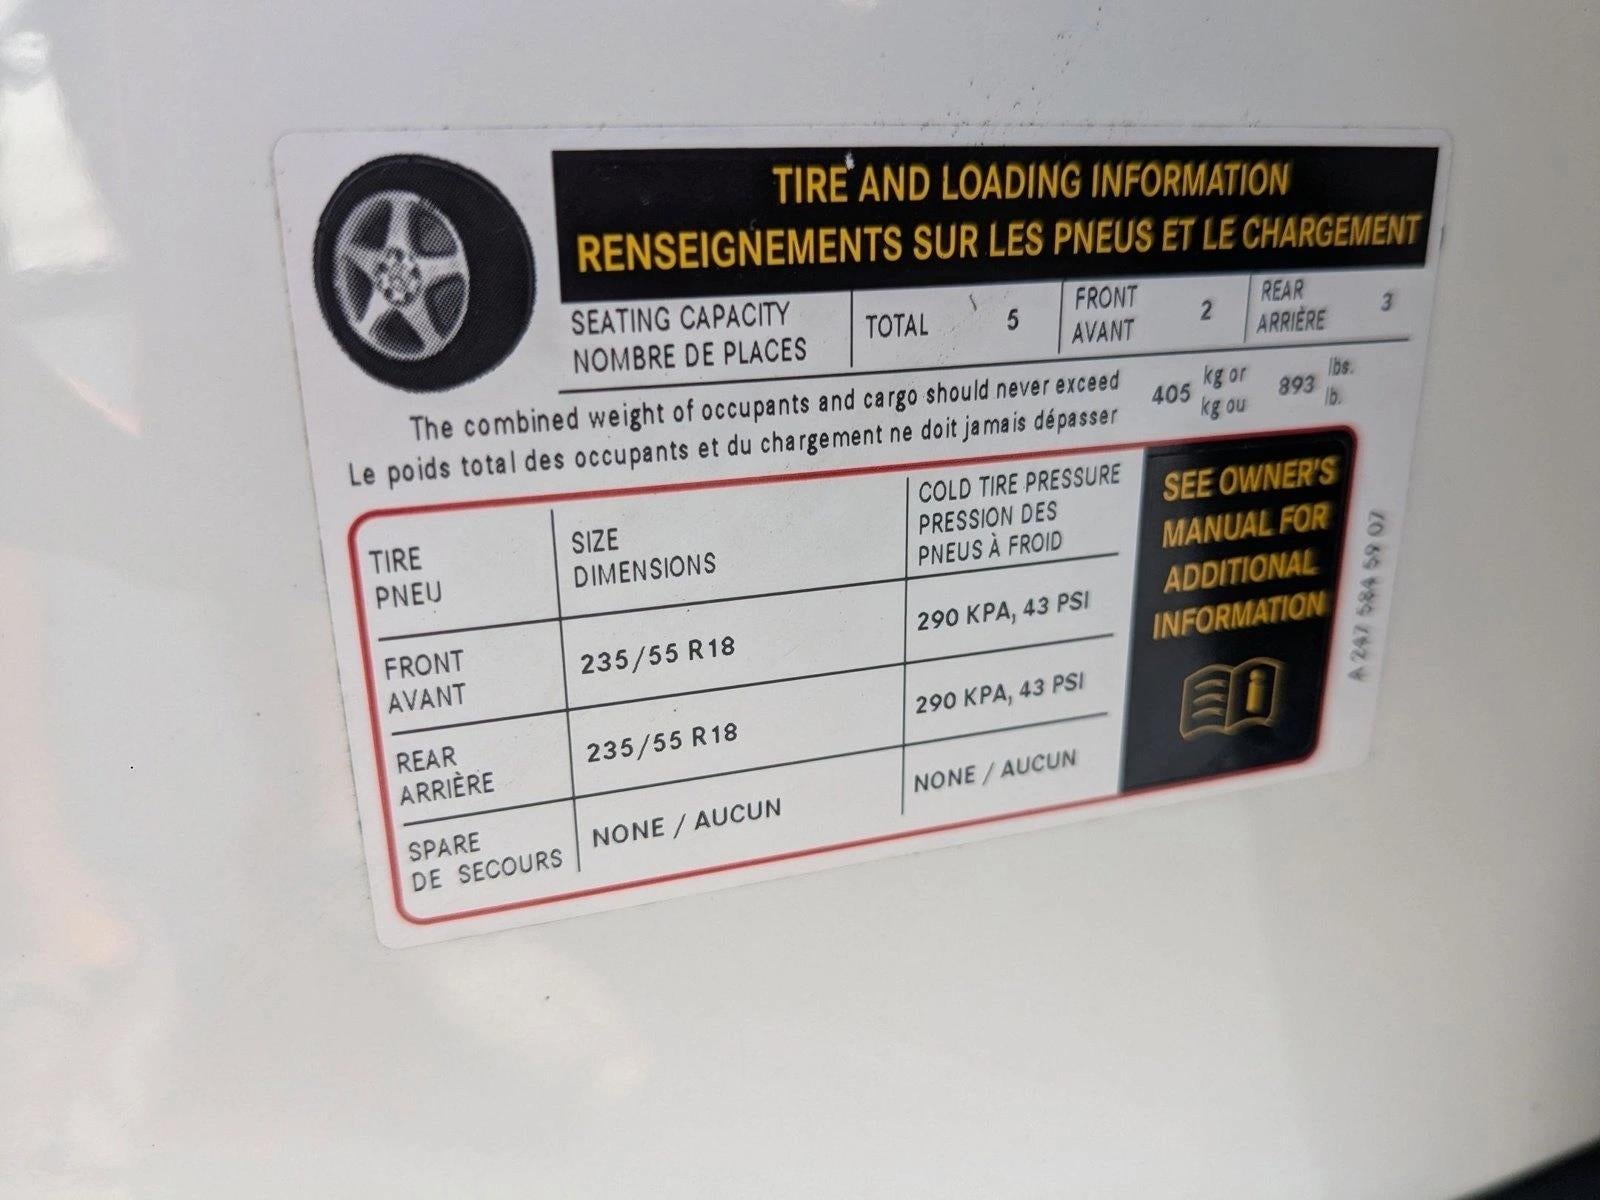 TIRE AND LOADING INFORMATION
RENSEIGNEMENTS SUR LES PNEUS ET LE CHARGEMENT
SEATING CAPACITY
NOMBRE DE PLACES
TOTAL 5
FRONT
AVANT
2
REAR
ARRIÈRE
3
The combined weight of occupants and cargo should never exceed
Le poids total des occupants et du chargement ne doit jamais dépasser
405
kg or
kg ou
893
lbs.
lb.
TIRE
PNEU
SIZE
DIMENSIONS
COLD TIRE PRESSURE
PRESSION DES
PNEUS À FROID
FRONT
AVANT
235/55 R18
290 KPA, 43 PSI
REAR
ARRIÈRE
235/55 R18
290 KPA, 43 PSI
SPARE
DE SECOURS
NONE / AUCUN
NONE / AUCUN
SEE OWNER'S
MANUAL FOR
ADDITIONAL
INFORMATION
i
A 247 584 59 07